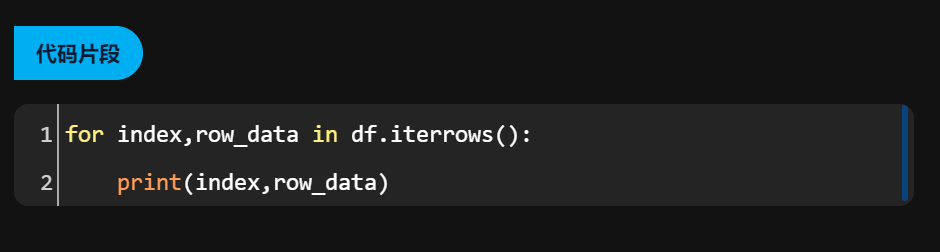 代码片段
1 for index,row_data in df.iterrows():
2     print(index,row_data)